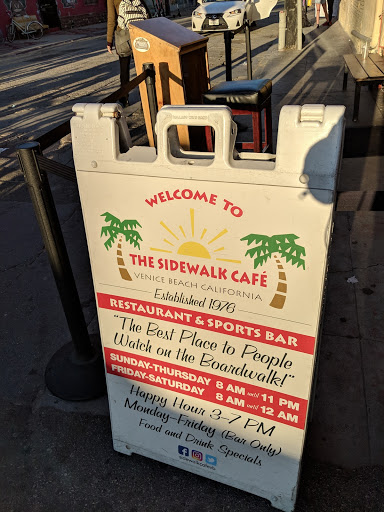 WELCOME TO
THE SIDEWALK CAFÉ
VENICE BEACH CALIFORNIA
Established 1976
RESTAURANT & SPORTS BAR
"The Best Place to People
Watch on the Boardwalk!"
SUNDAY-THURSDAY 8 AM until 11 PM
FRIDAY-SATURDAY 8 AM until 12 AM
Happy Hour 3-7 PM
Monday-Friday (Bar Only)
Food and Drink Specials